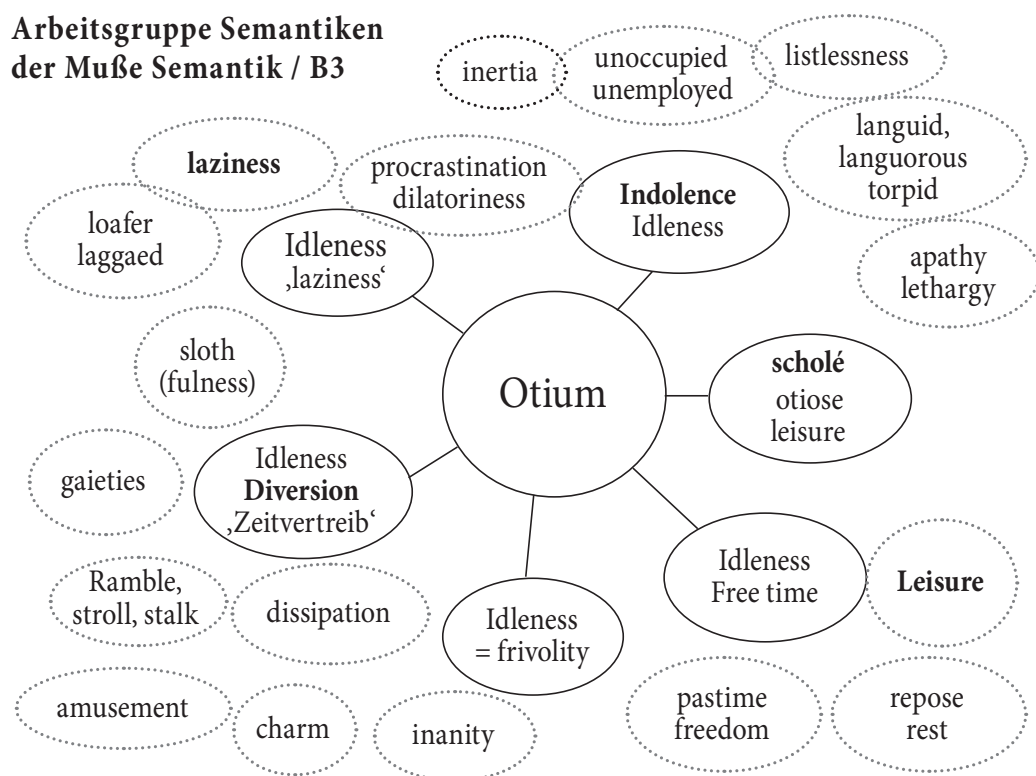 Arbeitsgruppe Semantiken
der Muße Semantik / B3
inertia
unoccupied
unemployed
listlessness
laziness
procrastination
dilatoriness
Indolence
Idleness
languid,
languorous
torpid
loafer
laggaed
Idleness
‚laziness‘
apathy
lethargy
sloth
(fulness)
Otium
scholé
otiose
leisure
gaieties
Idleness
Diversion
‚Zeitvertreib‘
Ramble,
stroll, stalk
dissipation
Idleness
= frivolity
Idleness
Free time
Leisure
amusement
charm
inanity
pastime
freedom
repose
rest